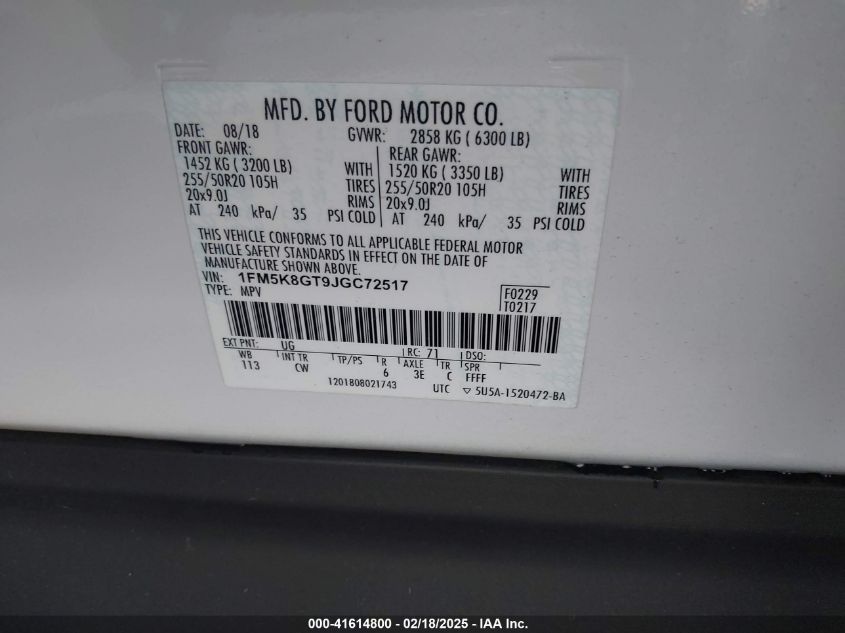 MFD. BY FORD MOTOR CO.
DATE: 08/18 GVWR: 2858 KG ( 6300 LB)
FRONT GAWR: REAR GAWR:
1452 KG ( 3200 LB) WITH 1520 KG ( 3350 LB) WITH
255/50R20 105H TIRES 255/50R20 105H TIRES
20x9.0J RIMS 20x9.0J RIMS
AT 240 kPa/ 35 PSI COLD AT 240 kPa/ 35 PSI COLD
THIS VEHICLE CONFORMS TO ALL APPLICABLE FEDERAL MOTOR
VEHICLE SAFETY STANDARDS IN EFFECT ON THE DATE OF
MANUFACTURE SHOWN ABOVE.
VIN: 1FM5K8GT9JGC72517 F0229
TYPE: MPV T0217
EXT PNT: UG RC: 71 DSO:
WB INT TR TP/PS R AXLE TR SPR
113 CW 6 3E C FFFF
1201808021743 UTC ▽ 5U5A-1520472-BA
000-41614800 - 02/18/2025 - IAA Inc.